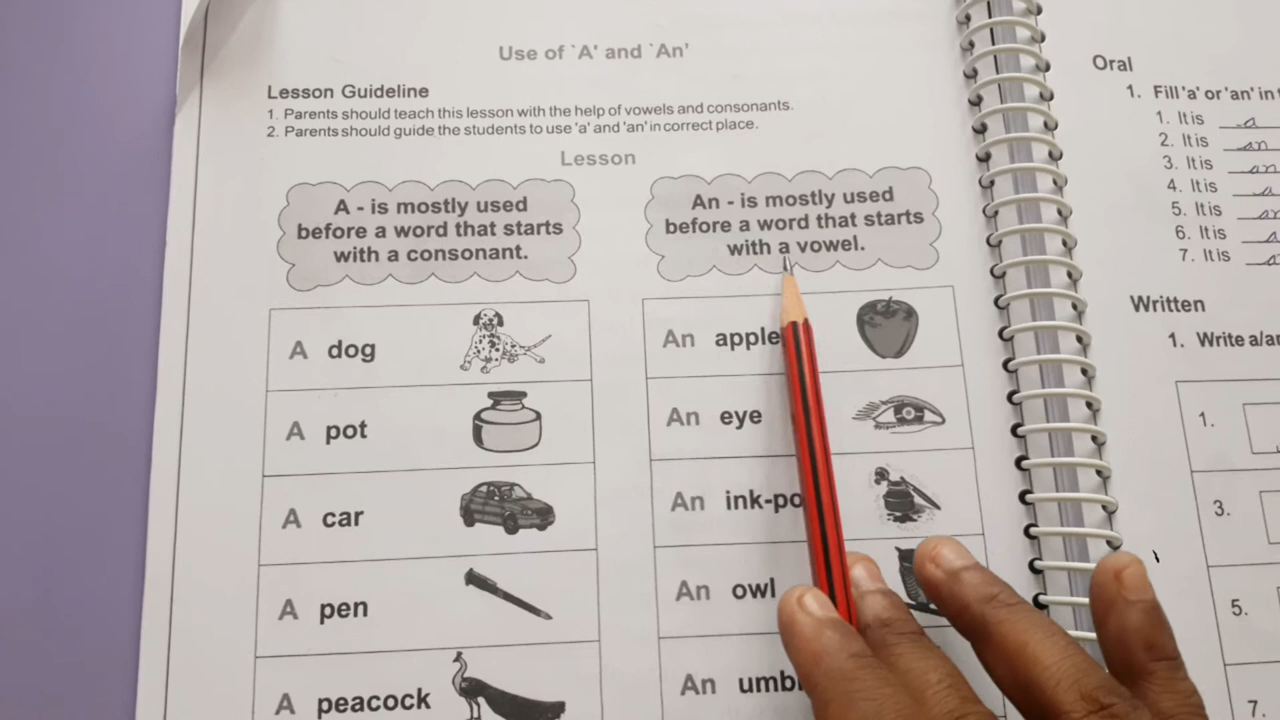 Use of `A' and `An'
Lesson Guideline
1. Parents should teach this lesson with the help of vowels and consonants.
2. Parents should guide the students to use 'a' and 'an' in correct place.
Lesson
A - is mostly used
before a word that starts
with a consonant.
An - is mostly used
before a word that starts
with a vowel.
A dog
A pot
A car
A pen
A peacock
An apple
An eye
An
An owl
An
Oral
1. Fill 'a' or 'an' in
1. It is a
2. It is an
3. It is an
4. It is a
5. It is
6. It is a
7. It is a
Written
1. Write
1.
3.
5.
7.